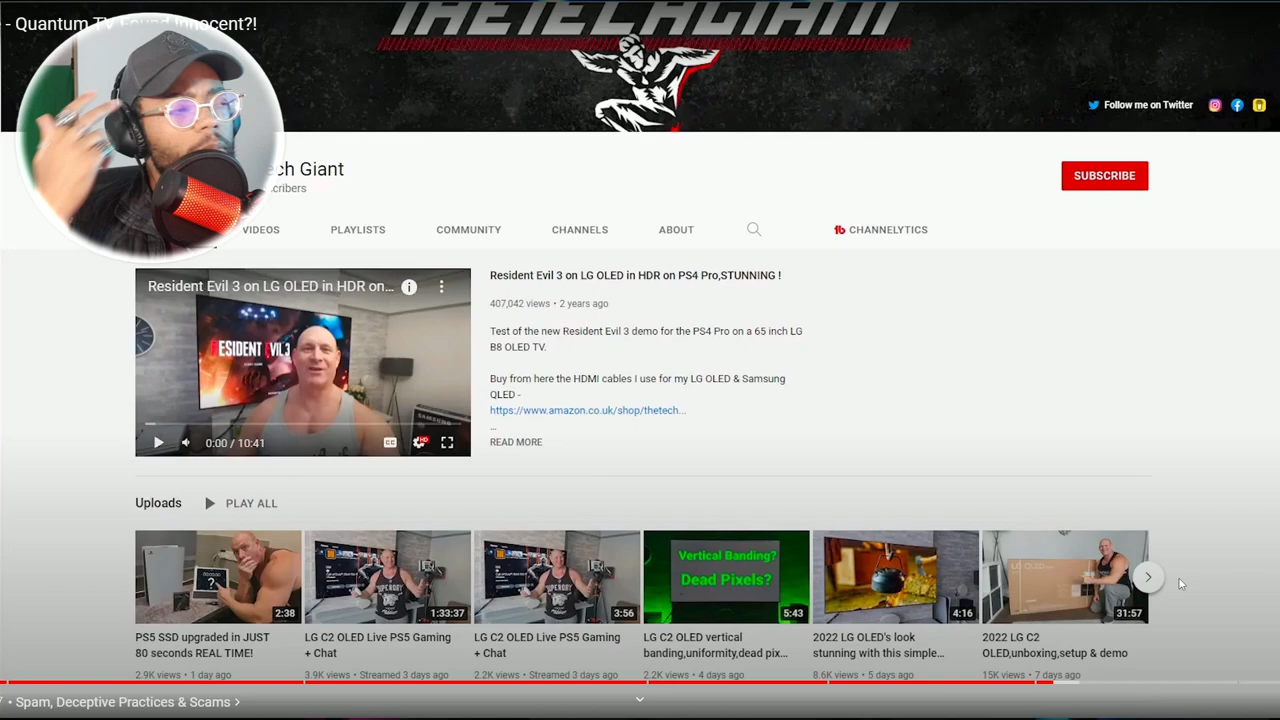 - Quantum TV Found Innocent?!
THETECHGIANT
Follow me on Twitter
ech Giant
cribers
SUBSCRIBE
VIDEOS
PLAYLISTS
COMMUNITY
CHANNELS
ABOUT
tb CHANNELYTICS
Resident Evil 3 on LG OLED in HDR on...
RESIDENT EVIL 3
0:00 / 10:41
CC
HD
Resident Evil 3 on LG OLED in HDR on PS4 Pro,STUNNING !
407,042 views • 2 years ago
Test of the new Resident Evil 3 demo for the PS4 Pro on a 65 inch LG
B8 OLED TV.
Buy from here the HDMI cables I use for my LG OLED & Samsung
QLED -
https://www.amazon.co.uk/shop/thetech...
...
READ MORE
Uploads
PLAY ALL
?
2:38
SUPERDRY
1:33:37
SUPERDRY
3:56
Vertical Banding?
Dead Pixels?
5:43
4:16
31:57
PS5 SSD upgraded in JUST
80 seconds REAL TIME!
2.9K views • 1 day ago
LG C2 OLED Live PS5 Gaming
+ Chat
3.9K views • Streamed 3 days ago
LG C2 OLED Live PS5 Gaming
+ Chat
2.2K views • Streamed 3 days ago
LG C2 OLED vertical
banding,uniformity,dead pix...
2.2K views • 4 days ago
2022 LG OLED's look
stunning with this simple...
8.6K views • 5 days ago
2022 LG C2
OLED,unboxing,setup & demo
15K views • 7 days ago
• Spam, Deceptive Practices & Scams >